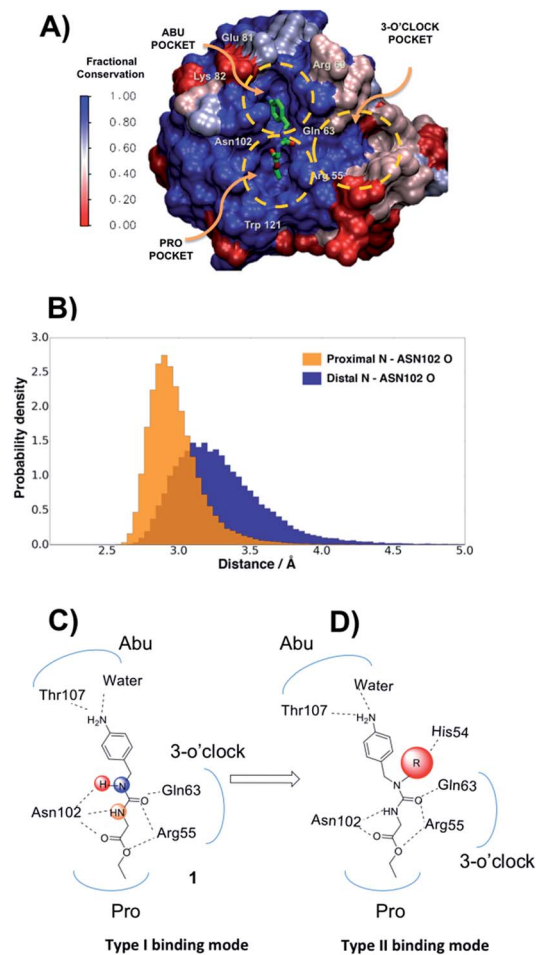 A)
ABU
POCKET
3-O'CLOCK
POCKET
Glu 81
Fractional
Conservation
Lys 82
1.00
0.80
0.60
0.40
0.20
0.00
Asn102
Gln 63
Arg 55
Trp 121
PRO
POCKET
B)
3.0
2.5
2.0
1.5
1.0
0.5
0.0
Probability density
Proximal N - ASN102 O
Distal N - ASN102 O
2.5 3.0 3.5 4.0 4.5 5.0
Distance / Å
C)
Abu
Thr107
Water
H2N
3-o'clock
H
N
O
Gln63
Asn102
HN
Arg55
O
O
1
Pro
Type I binding mode
D)
Abu
Water
Thr107
H2N
His54
R
N
Gln63
HN
O
Asn102
Arg55
O
O
3-o'clock
Pro
Type II binding mode